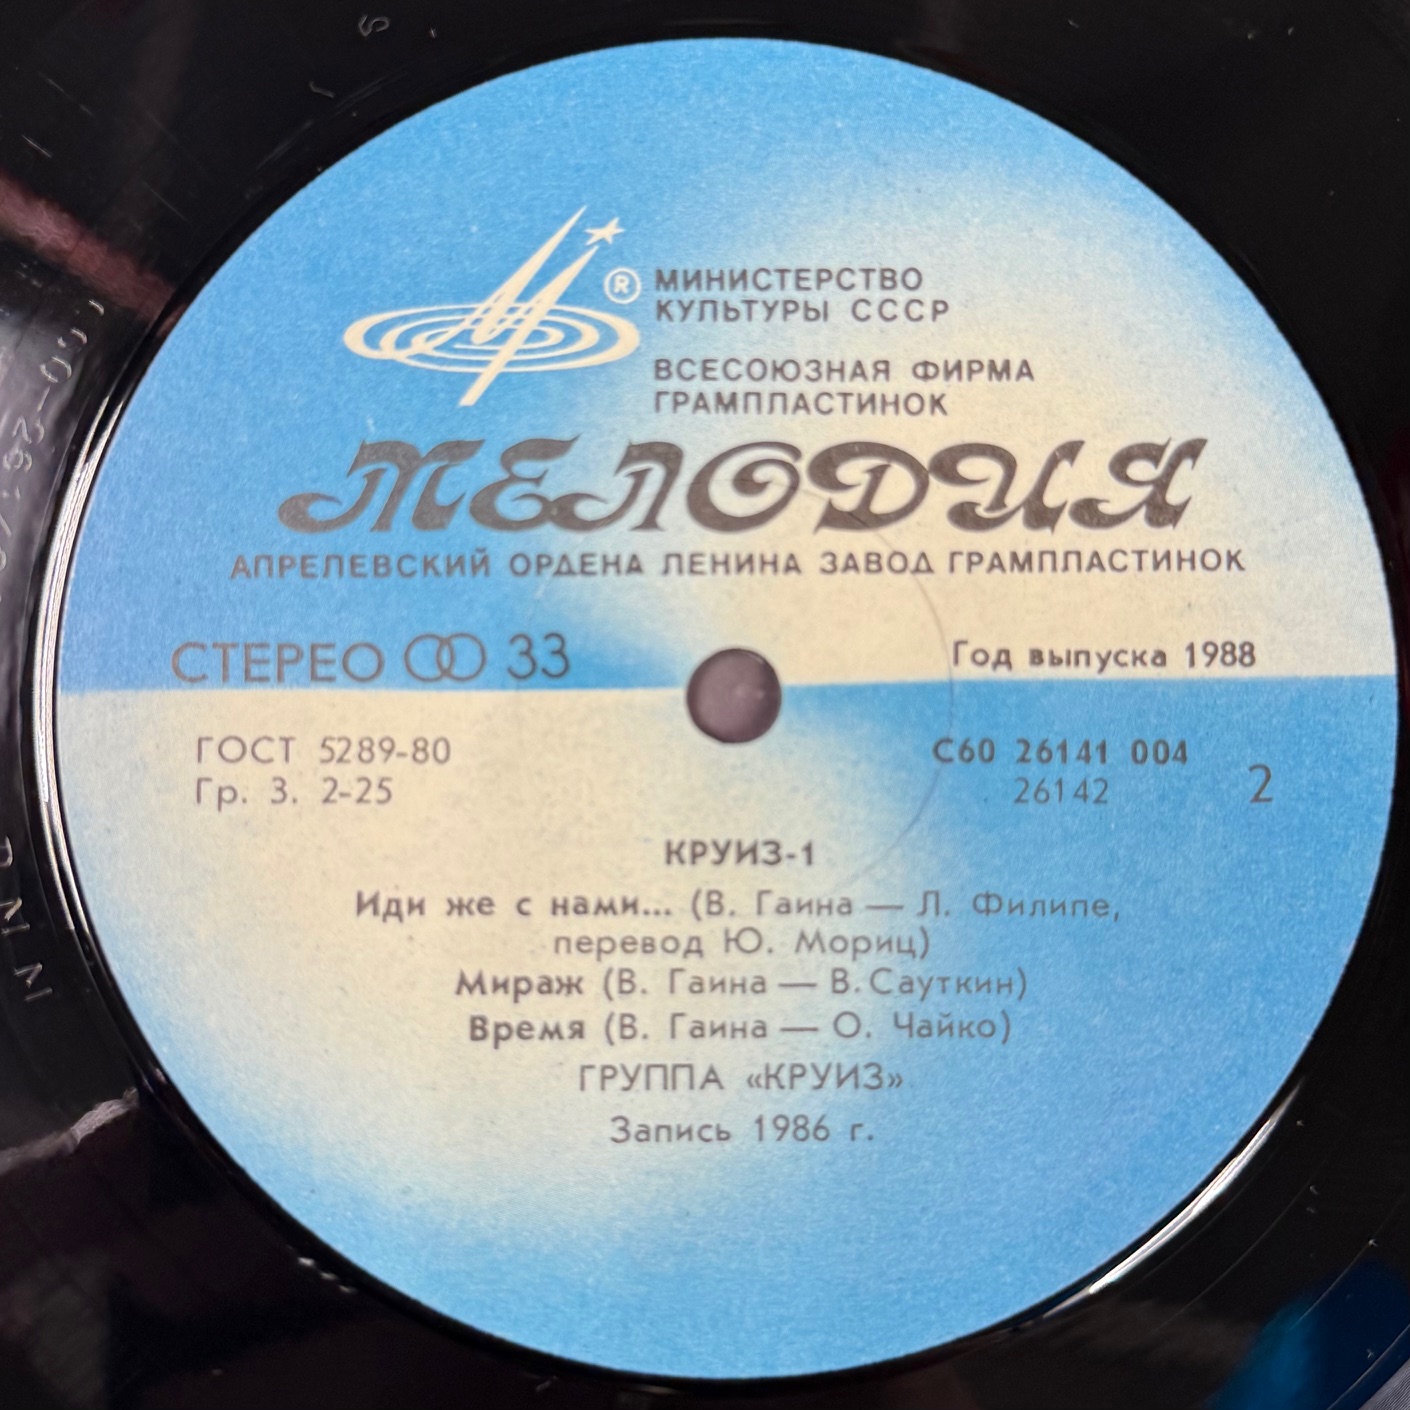 ®
МИНИСТЕРСТВО
КУЛЬТУРЫ СССР
ВСЕСОЮЗНАЯ ФИРМА
ГРАМПЛАСТИНОК
МЕЛОДИЯ
АПРЕЛЕВСКИЙ ОРДЕНА ЛЕНИНА ЗАВОД ГРАМПЛАСТИНОК
СТЕРЕО 33
Год выпуска 1988
ГОСТ 5289-80
Гр. 3. 2-25
С60 26141 004
26142
2
КРУИЗ-1
Иди же с нами... (В. Гаина — Л. Филипе,
перевод Ю. Мориц)
Мираж (В. Гаина — В. Сауткин)
Время (В. Гаина — О. Чайко)
ГРУППА «КРУИЗ»
Запись 1986 г.